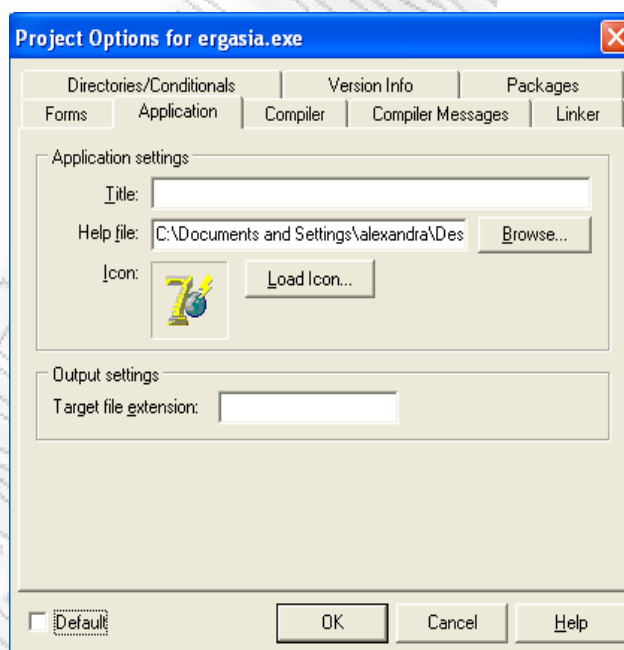 Project Options for ergasia.exe
Directories/Conditionals Version Info Packages
Forms Application Compiler Compiler Messages Linker
Application settings
Title:
Help file: C:\Documents and Settings\alexandra\Des Browse...
Icon: Load Icon...
7
Output settings
Target file extension:
Default OK Cancel Help